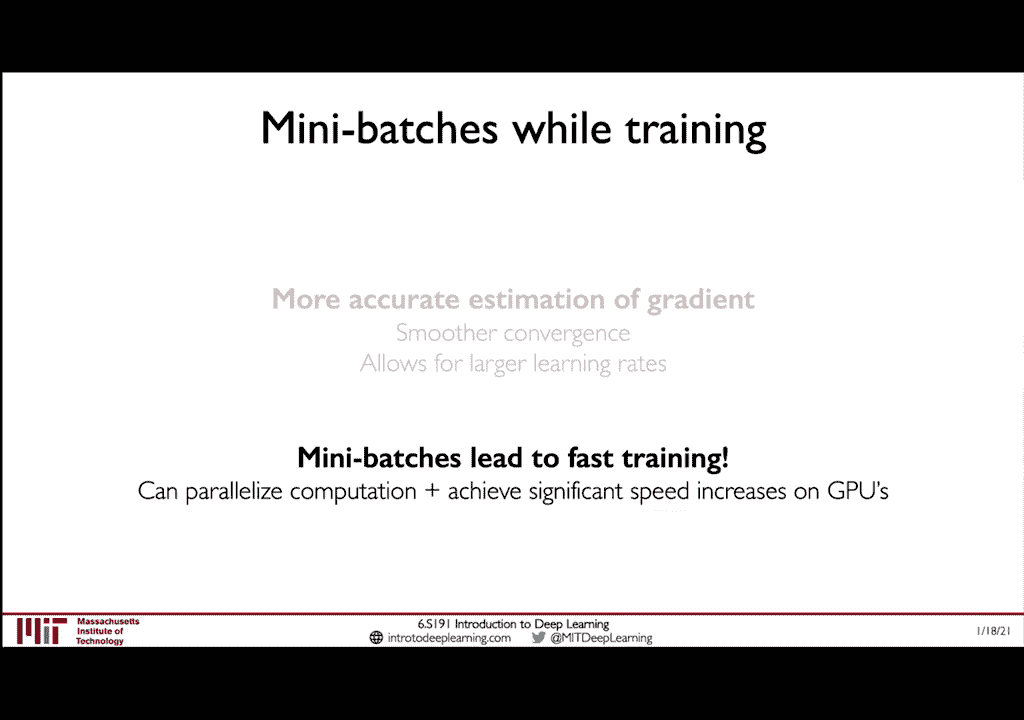 Mini-batches while training
More accurate estimation of gradient
Smoother convergence
Allows for larger learning rates
Mini-batches lead to fast training!
Can parallelize computation + achieve significant speed increases on GPU's
MIT
Massachusetts
Institute of
Technology
6.S191 Introduction to Deep Learning
introtodeeplearning.com @MITDeepLearning
1/18/21